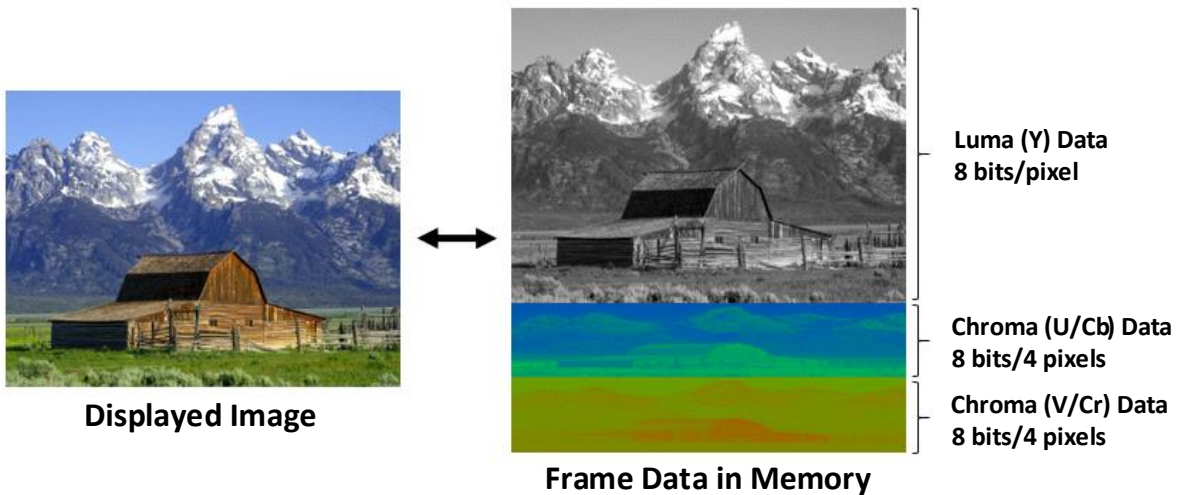 Luma (Y) Data
8 bits/pixel
Chroma (U/Cb) Data
8 bits/4 pixels
Chroma (V/Cr) Data
8 bits/4 pixels
Displayed Image
Frame Data in Memory